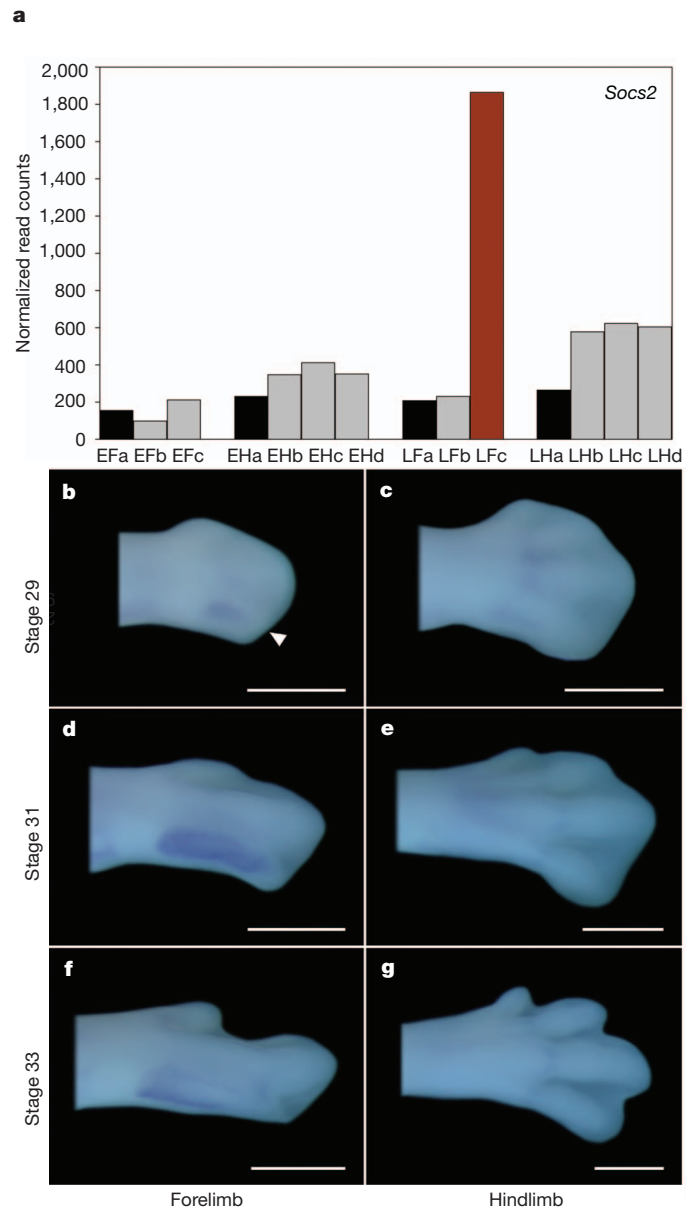 a
Socs2
Normalized read counts
2,000
1,800
1,600
1,400
1,200
1,000
800
600
400
200
0
EFa EFb EFc EHa EHb EHc EHd LFa LFb LFc LHa LHb LHc LHd
b
c
Stage 29
d
e
Stage 31
f
g
Stage 33
Forelimb
Hindlimb